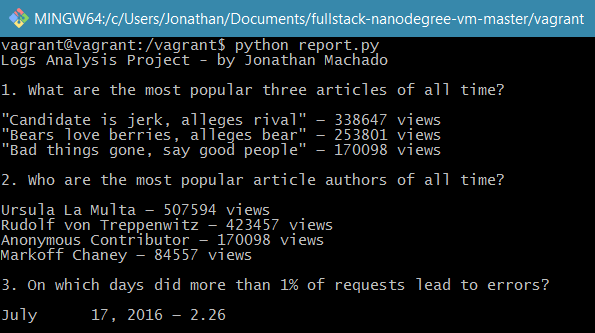 MINGW64:/c/Users/Jonathan/Documents/fullstack-nanodegree-vm-master/vagrant
vagrant@vagrant:/vagrant$ python report.py
Logs Analysis Project - by Jonathan Machado
1. What are the most popular three articles of all time?
"Candidate is jerk, alleges rival" — 338647 views
"Bears love berries, alleges bear" — 253801 views
"Bad things gone, say good people" — 170098 views
2. Who are the most popular article authors of all time?
Ursula La Multa — 507594 views
Rudolf von Treppenwitz — 423457 views
Anonymous Contributor — 170098 views
Markoff Chaney — 84557 views
3. On which days did more than 1% of requests lead to errors?
July      17, 2016 — 2.26